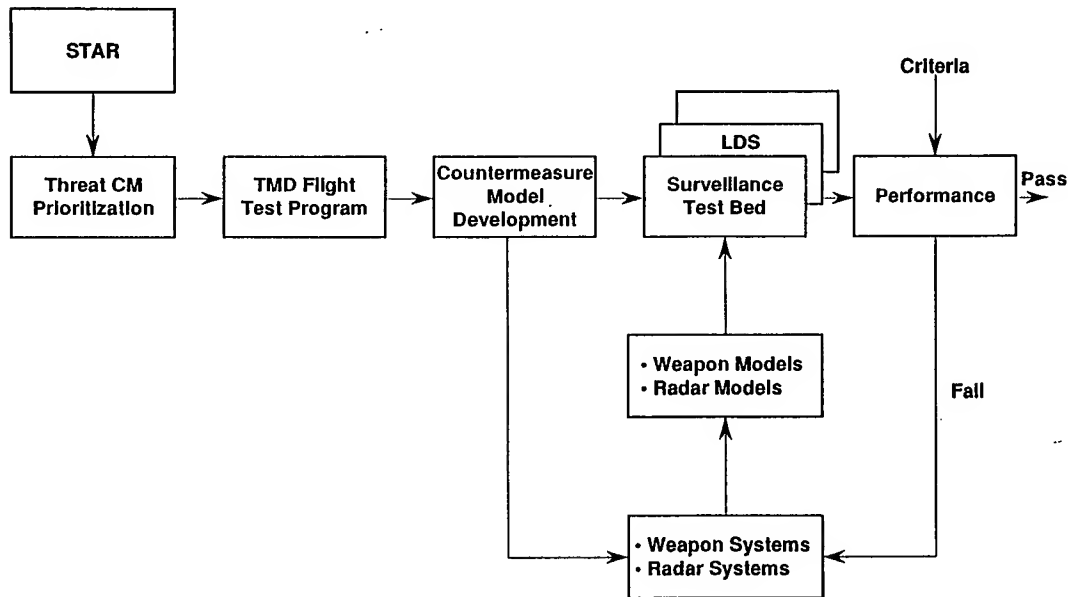 STAR
Criteria
LDS
Threat CM
Prioritization
TMD Flight
Test Program
Countermeasure
Model
Development
Surveillance
Test Bed
Performance
Pass
• Weapon Models
• Radar Models
Fail
• Weapon Systems
• Radar Systems